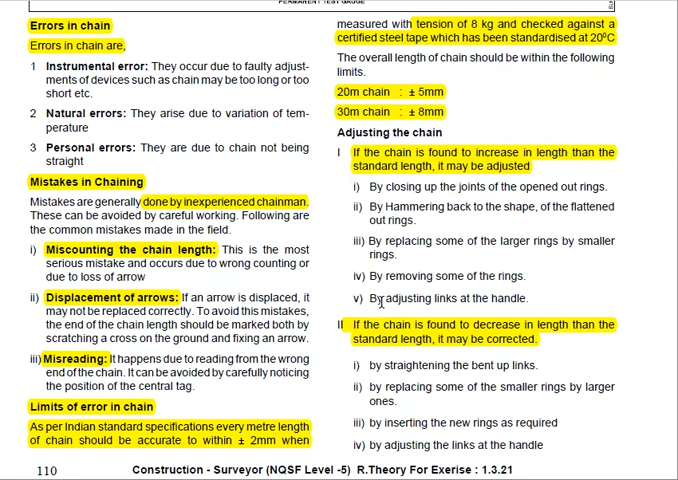 PERMANENT TEST GAUGE
Errors in chain
Errors in chain are,
1 Instrumental error: They occur due to faulty adjust-
ments of devices such as chain may be too long or too
short etc.
2 Natural errors: They arise due to variation of tem-
perature
3 Personal errors: They are due to chain not being
straight
Mistakes in Chaining
Mistakes are generally done by inexperienced chainman.
These can be avoided by careful working. Following are
the common mistakes made in the field.
i) Miscounting the chain length: This is the most
serious mistake and occurs due to wrong counting or
due to loss of arrow
ii) Displacement of arrows: If an arrow is displaced, it
may not be replaced correctly. To avoid this mistakes,
the end of the chain length should be marked both by
scratching a cross on the ground and fixing an arrow.
iii) Misreading: It happens due to reading from the wrong
end of the chain. It can be avoided by carefully noticing
the position of the central tag.
Limits of error in chain
As per Indian standard specifications every metre length
of chain should be accurate to within ± 2mm when
measured with tension of 8 kg and checked against a
certified steel tape which has been standardised at 20⁰C
The overall length of chain should be within the following
limits.
20m chain : ± 5mm
30m chain : ± 8mm
Adjusting the chain
I If the chain is found to increase in length than the
standard length, it may be adjusted
i) By closing up the joints of the opened out rings.
ii) By Hammering back to the shape, of the flattened
out rings.
iii) By replacing some of the larger rings by smaller
rings.
iv) By removing some of the rings.
v) By adjusting links at the handle.
II If the chain is found to decrease in length than the
standard length, it may be corrected.
i) by straightening the bent up links.
ii) by replacing some of the smaller rings by larger
ones.
iii) by inserting the new rings as required
iv) by adjusting the links at the handle
110 Construction - Surveyor (NQSF Level -5) R.Theory For Exerise : 1.3.21